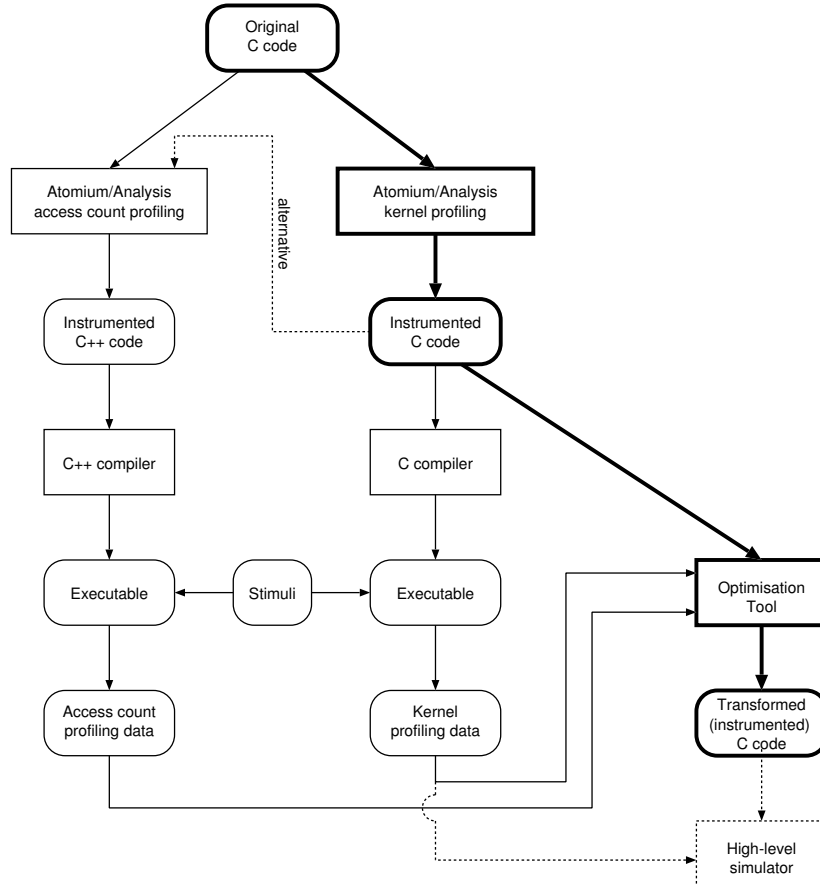 Original
C code
Atomium/Analysis
access count profiling
alternative
Atomium/Analysis
kernel profiling
Instrumented
C++ code
Instrumented
C code
C++ compiler
C compiler
Executable
Stimuli
Executable
Optimisation
Tool
Access count
profiling data
Kernel
profiling data
Transformed
(instrumented)
C code
High-level
simulator